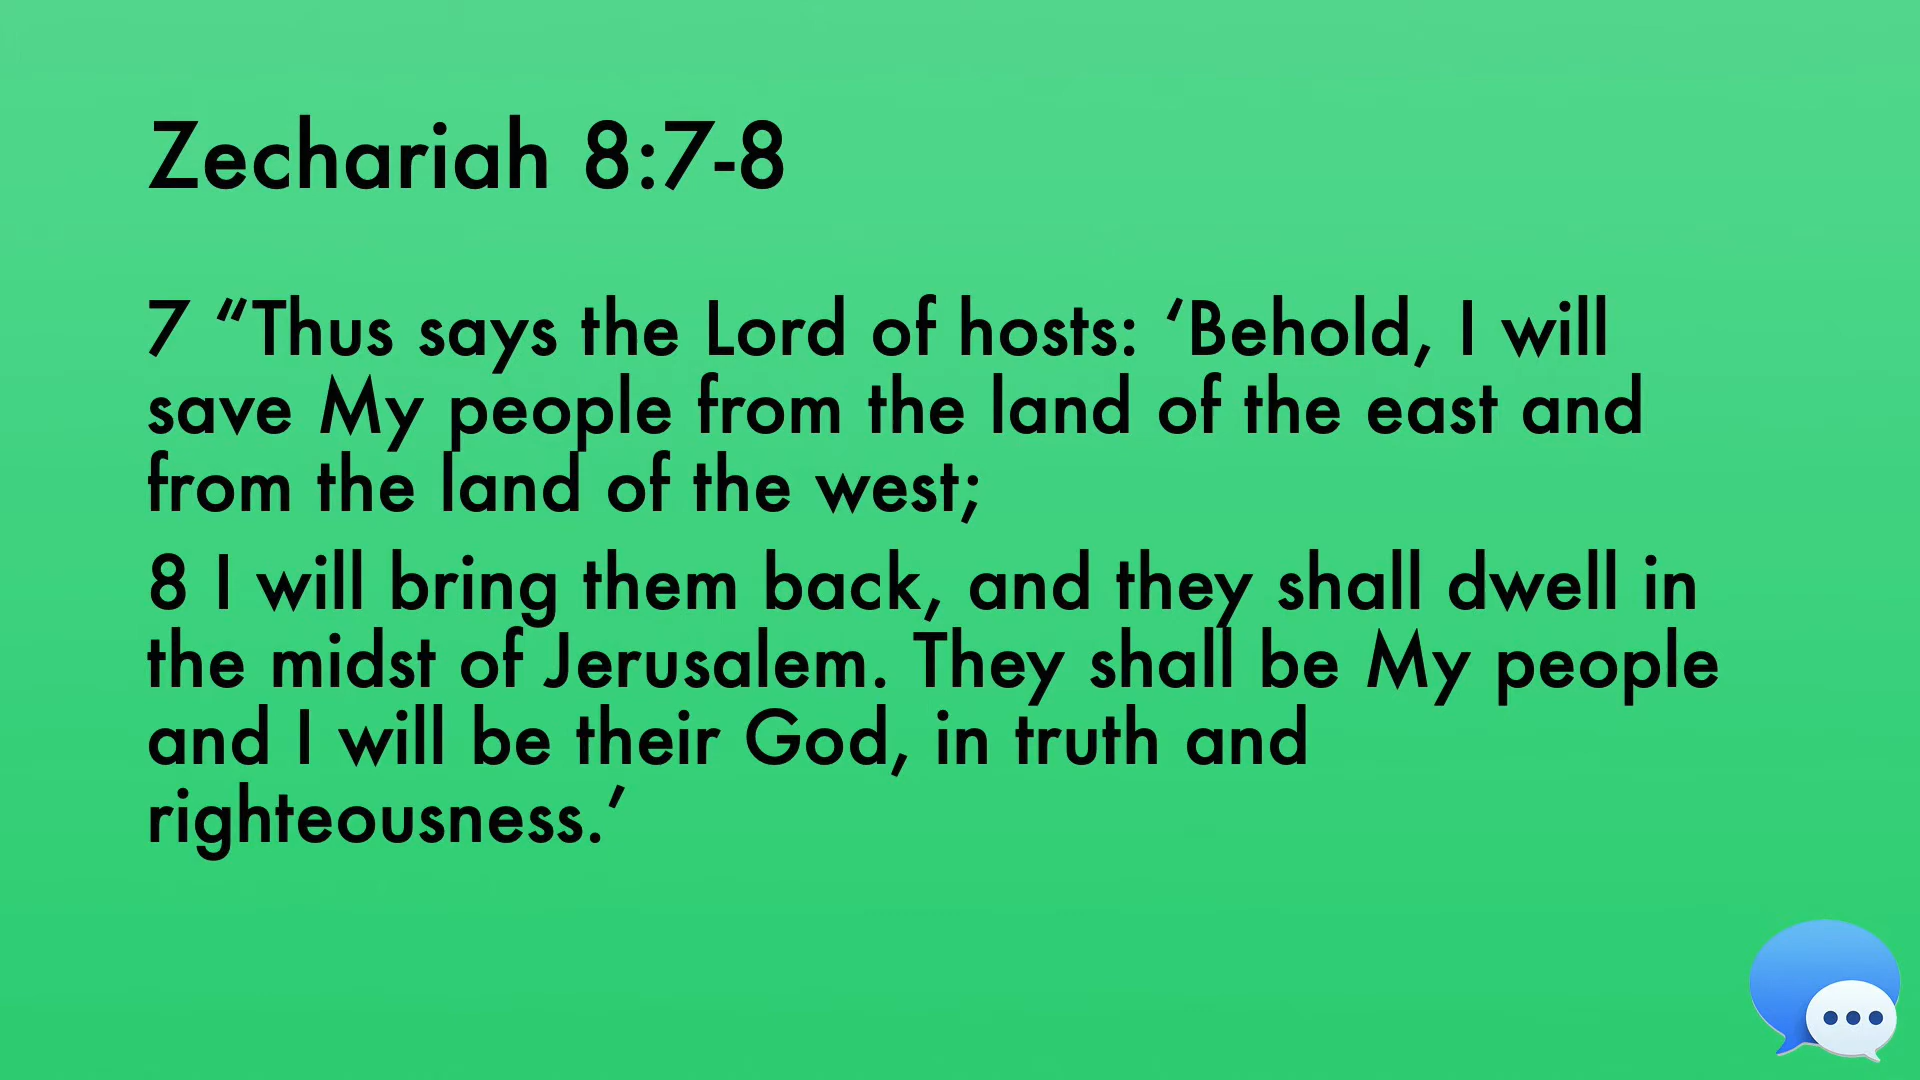 Zechariah 8:7-8
7 “Thus says the Lord of hosts: ‘Behold, I will
save My people from the land of the east and
from the land of the west;
8 I will bring them back, and they shall dwell in
the midst of Jerusalem. They shall be My people
and I will be their God, in truth and
righteousness.’